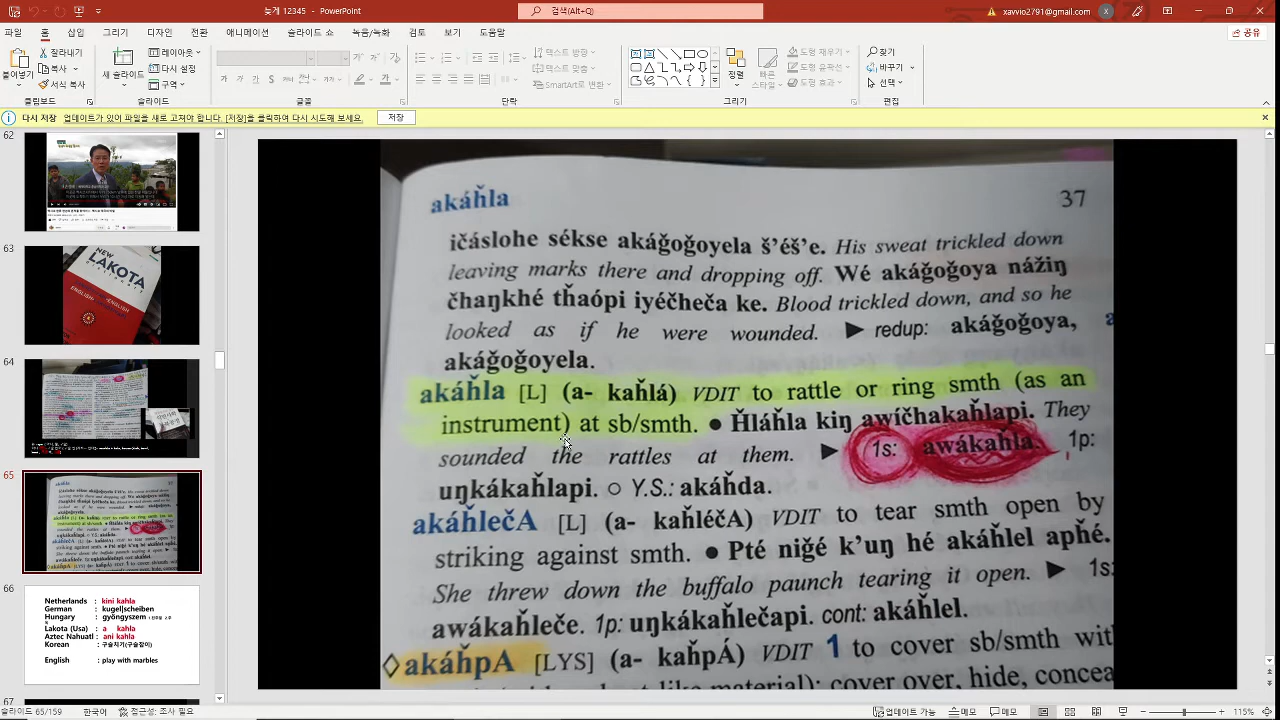 늦게 12345 - PowerPoint
검색(Alt+Q)
xavvio2791@gmail.com
X
파일 홈 삽입 그리기 디자인 전환 애니메이션 슬라이드 쇼 녹음/녹화 검토 보기 도움말
공유
붙여넣기
잘라내기
복사
서식 복사
클립보드
새 슬라이드
레이아웃
다시 설정
구역
슬라이드
가 가 가 S
글꼴
텍스트 방향
텍스트 맞춤
SmartArt로 변환
단락
정렬
빠른 스타일
도형 채우기
도형 윤곽선
도형 효과
그리기
찾기
바꾸기
선택
편집
다시 저장 업데이트가 있어 파일을 새로 고쳐야 합니다. [저장]을 클릭하여 다시 시도해 보세요.
저장
62
63
NEW
LAKOTA
64
65
66
Netherlands : kini kahla
German : kugel|scheiben
Hungary : gyöngyszem
Lakota (Usa) : a kahla
Aztec Nahuatl : ani kahla
Korean : 구슬치기(구슬깔이)
English : play with marbles
67
akáȟla 37
ičáslohe sékse akáǧoǧoyela š’éš’e. His sweat trickled down
leaving marks there and dropping off. Wé akáǧoǧoya nážiŋ
čhaŋkhé tȟaópi iyéčheča ke. Blood trickled down, and so he
looked as if he were wounded. ▶ redup: akáǧoǧoya,
akáǧoǧoyela.
akáȟla [L] (a- kaȟlá) VDIT to rattle or ring smth (as an
instrument) at sb/smth. ● Ȟláȟla kiŋ awíčhakaȟlapi. They
sounded the rattles at them. ▶ 1s: awákaȟla. 1p:
uŋkákaȟlapi. ○ Y.S.: akáȟda.
akáȟlečA [L] (a- kaȟléčA) VDIT to tear smth open by
striking against smth. ● Pté niǧé k’uŋ hé akáȟlel aphé.
She threw down the buffalo paunch tearing it open. ▶ 1s:
awákaȟleče. 1p: uŋkákaȟlečapi. cont: akáȟlel.
◊akáȟpA [LYS] (a- kaȟpÁ) VDIT 1 to cover sb/smth
like material): cover over, hide,
슬라이드 65/159 한국어 접근성: 조사 필요
업데이트 가능 메모 메모 115%